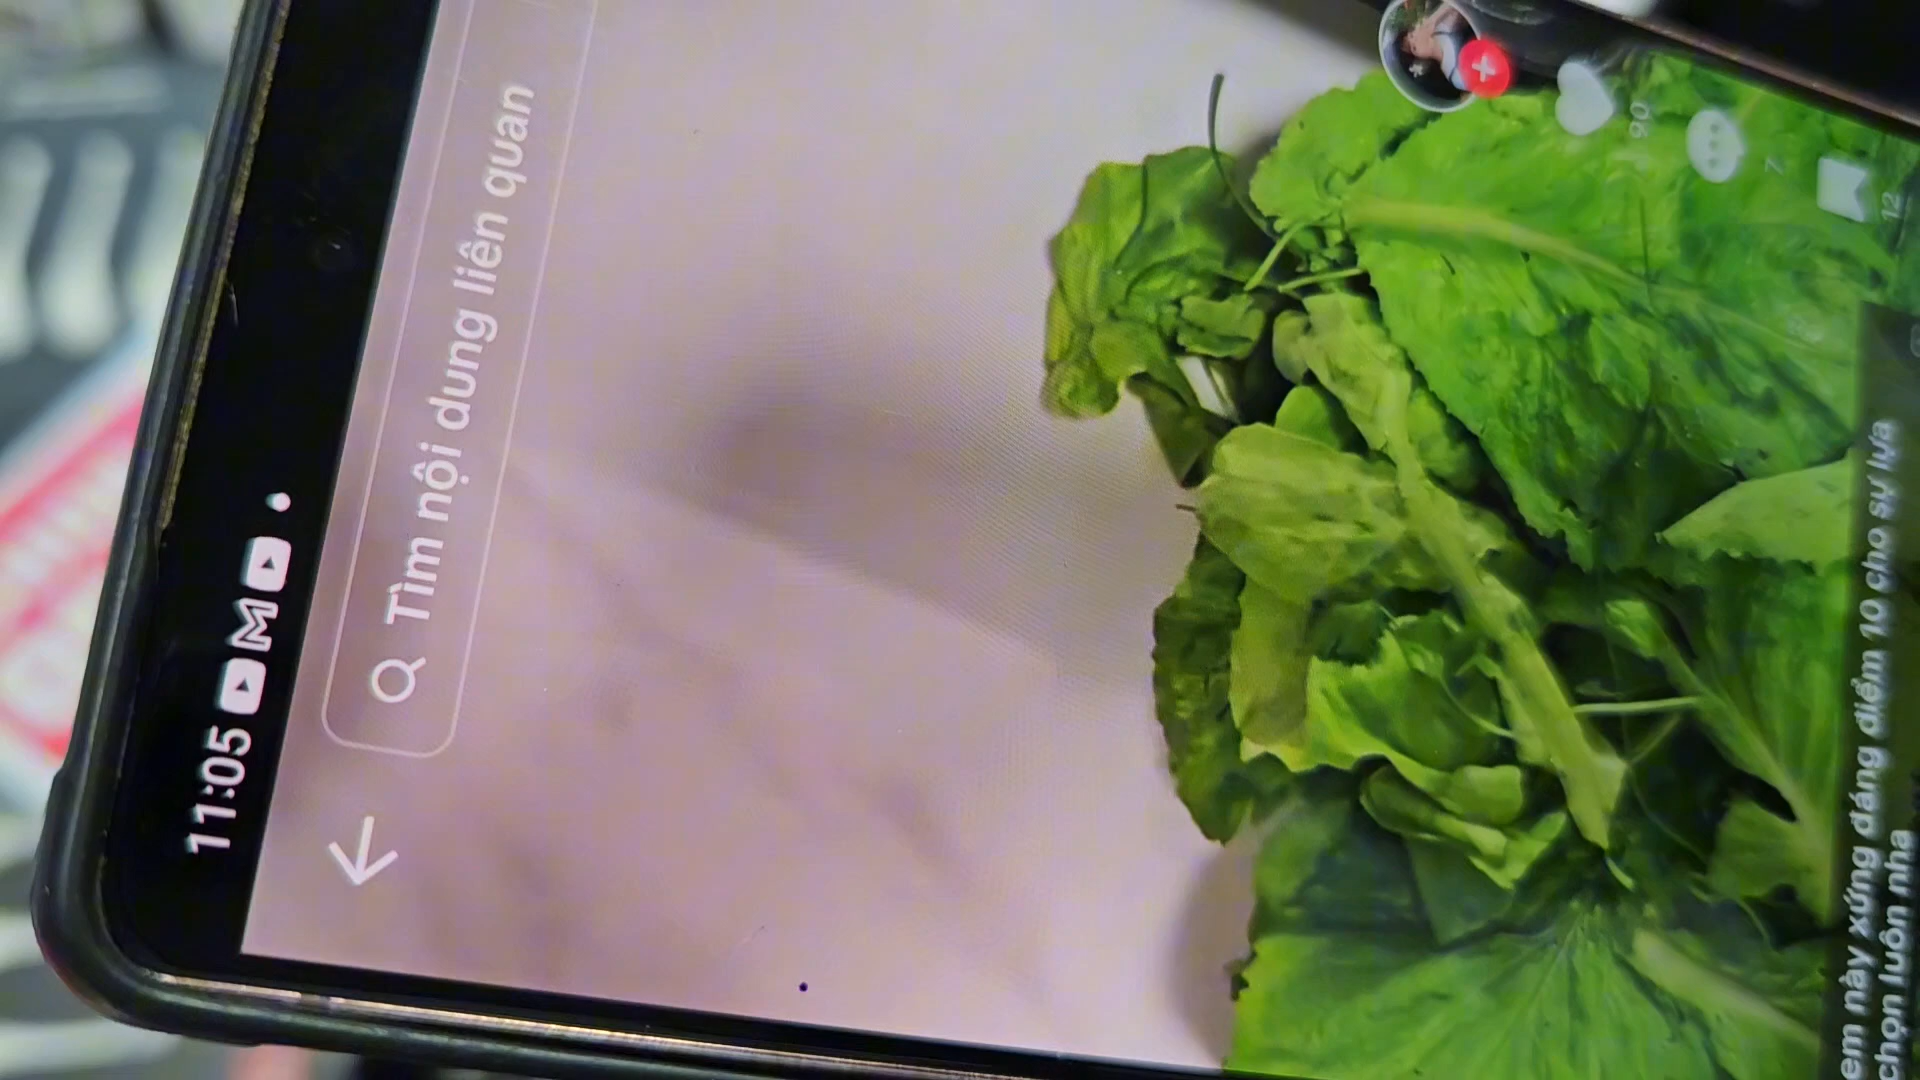 11:05
Tìm nội dung liên quan
90
7
12
em này xứng đáng điểm 10 cho sự lựa
chọn luôn nha